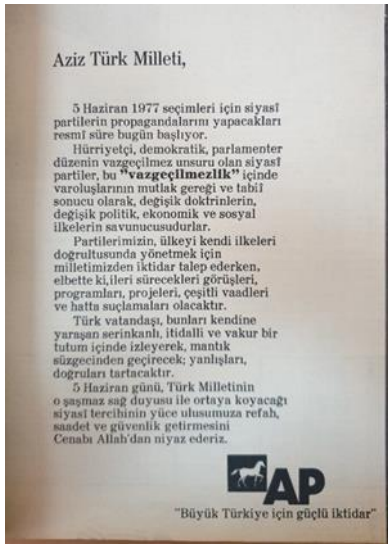 Aziz Türk Milleti,
5 Haziran 1977 seçimleri için siyasî
partilerin propagandalarını yapacakları
resmî süre bugün başlıyor.
Hürriyetçi, demokratik, parlamenter
düzenin vazgeçilmez unsuru olan siyasî
partiler, bu "vazgeçilmezlik" içinde
varoluşlarının mutlak gereği ve tabiî
sonucu olarak, değişik doktrinlerin,
değişik politik, ekonomik ve sosyal
ilkelerin savunucusudurlar.
Partilerimizin, ülkeyi kendi ilkeleri
doğrultusunda yönetmek için
milletimizden iktidar talep ederken,
elbette ki,ileri sürecekleri görüşleri,
programları, projeleri, çeşitli vaadleri
ve hatta suçlamaları olacaktır.
Türk vatandaşı, bunları kendine
yaraşan serinkanlı, itidalli ve vakur bir
tutum içinde izleyerek, mantık
süzgecinden geçirecek; yanlışları,
doğruları tartacaktır.
5 Haziran günü, Türk Milletinin
o şaşmaz sağ duyusu ile ortaya koyacağı
siyasî tercihinin yüce ulusumuza refah,
saadet ve güvenlik getirmesini
Cenabı Allah'dan niyaz ederiz.
AP
"Büyük Türkiye için güçlü iktidar"